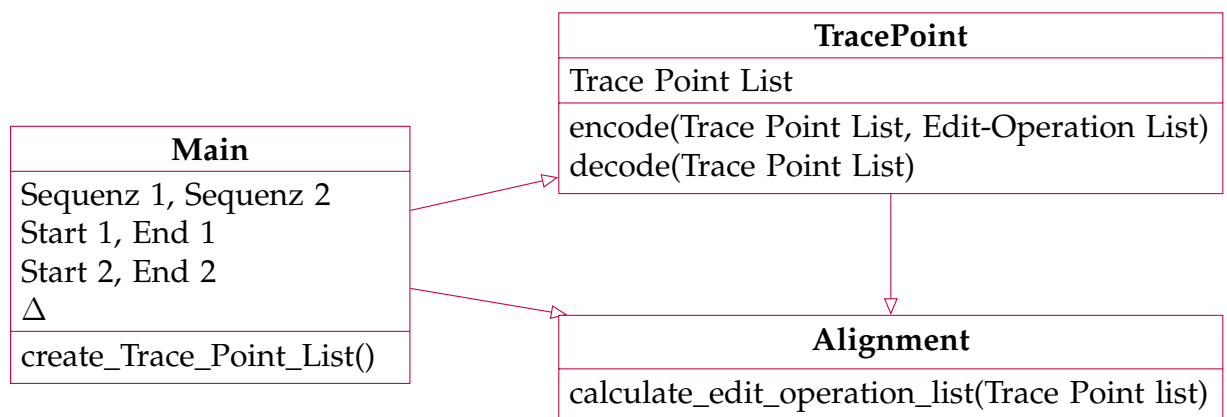 TracePoint
Trace Point List
encode(Trace Point List, Edit-Operation List)
decode(Trace Point List)
Main
Sequenz 1, Sequenz 2
Start 1, End 1
Start 2, End 2
Δ
create_Trace_Point_List()
Alignment
calculate_edit_operation_list(Trace Point list)